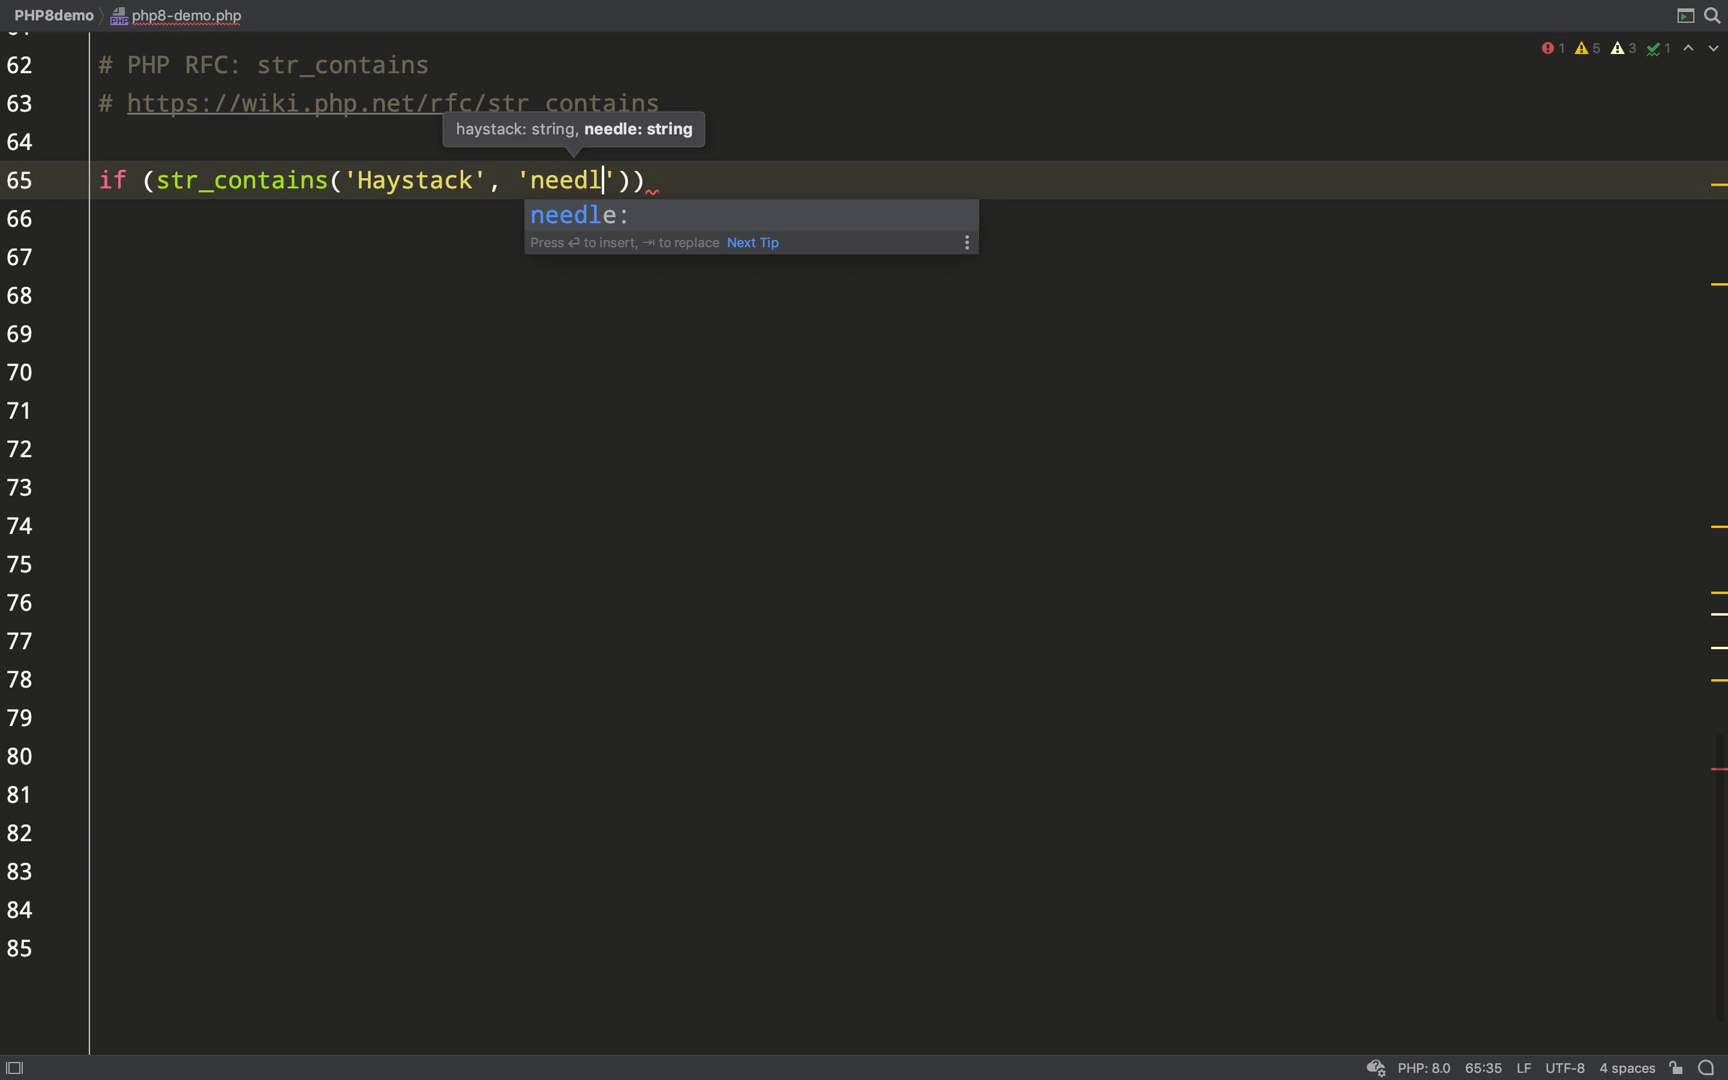 PHP8demo php8-demo.php
1 5 3 1
62 # PHP RFC: str_contains
63 # https://wiki.php.net/rfc/str_contains
haystack: string, needle: string
64
65 if (str_contains('Haystack', 'needl'))
needle:
Press ↩ to insert, ⇥ to replace Next Tip
66
67
68
69
70
71
72
73
74
75
76
77
78
79
80
81
82
83
84
85
PHP: 8.0 65:35 LF UTF-8 4 spaces